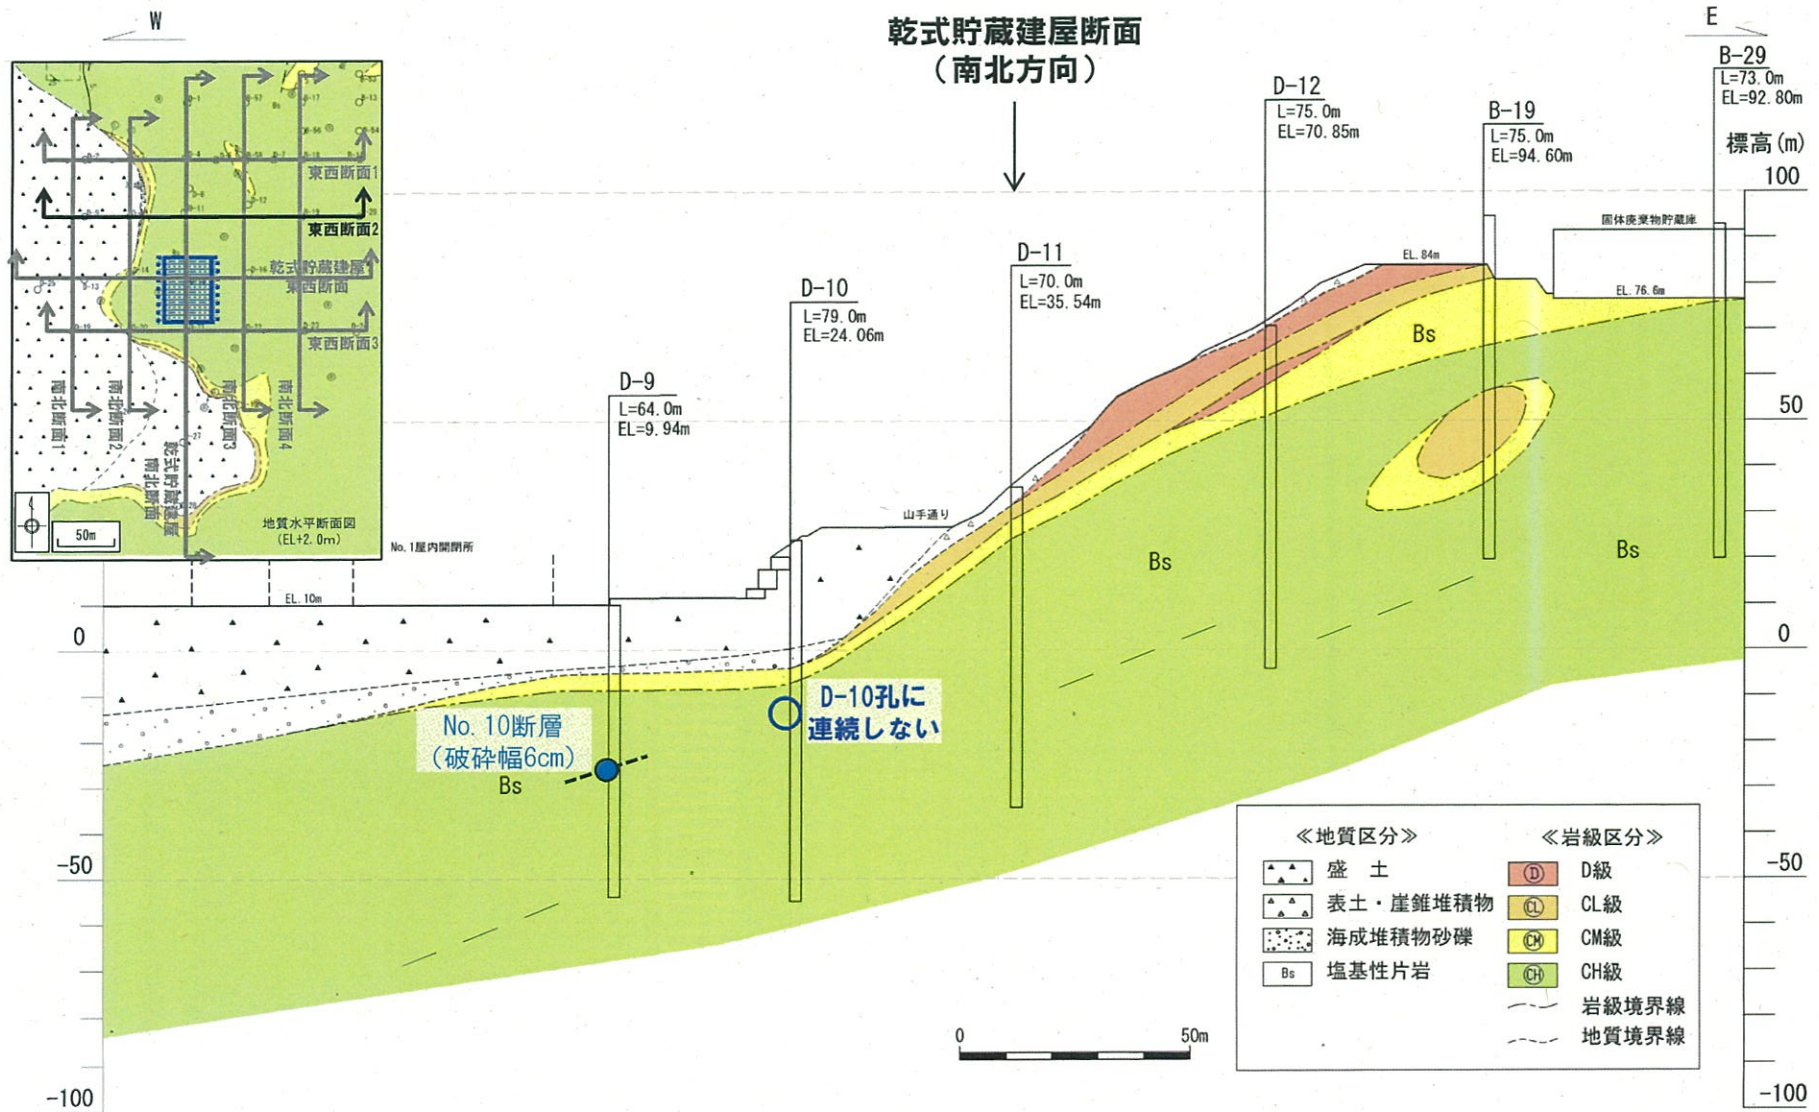 W
乾式貯蔵建屋断面
（南北方向）
E
D-9
L=64.0m
EL=9.94m
D-10
L=79.0m
EL=24.06m
D-11
L=70.0m
EL=35.54m
D-12
L=75.0m
EL=70.85m
B-19
L=75.0m
EL=94.60m
B-29
L=73.0m
EL=92.80m
標高(m)
100
50
0
-50
-100
0
-50
-100
東西断面1
東西断面2
乾式貯蔵建屋
東西断面
東西断面3
南北断面1
南北断面2
乾式貯蔵建屋
南北断面
南北断面3
南北断面4
地質水平断面図
(EL+2.0m)
50m
No.1屋内開閉所
EL.10m
山手通り
EL.84m
固体廃棄物貯蔵庫
EL.76.6m
Bs
Bs
Bs
Bs
No.10断層
（破砕幅6cm）
D-10孔に
連続しない
0
50m
≪地質区分≫
盛　土
表土・崖錐堆積物
海成堆積物砂礫
Bs
塩基性片岩
≪岩級区分≫
D
D級
CL
CL級
CM
CM級
CH
CH級
岩級境界線
地質境界線